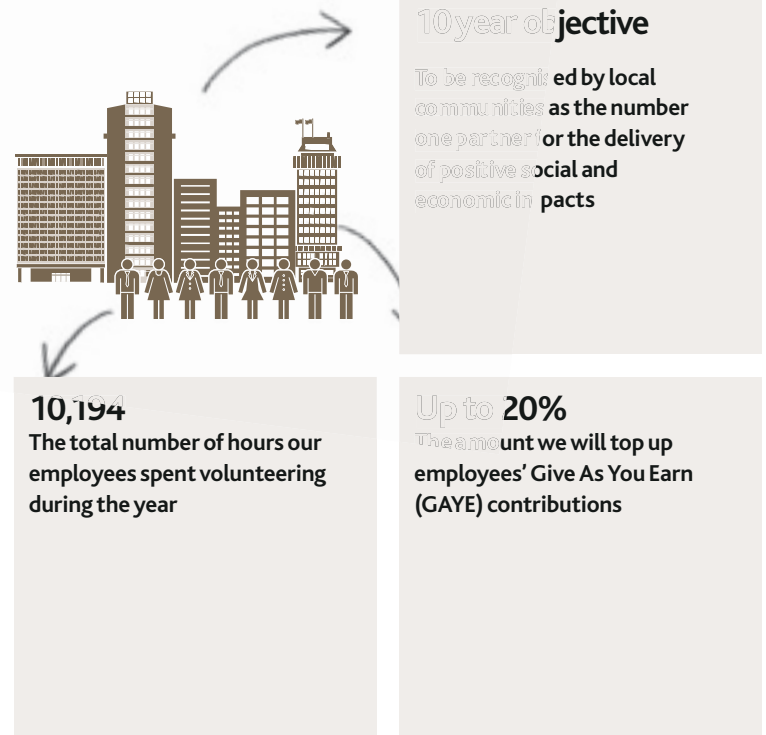 10 year objective
To be recognised by local
communities as the number
one partner for the delivery
of positive social and
economic impacts
10,194
The total number of hours our
employees spent volunteering
during the year
Up to 20%
The amount we will top up
employees’ Give As You Earn
(GAYE) contributions